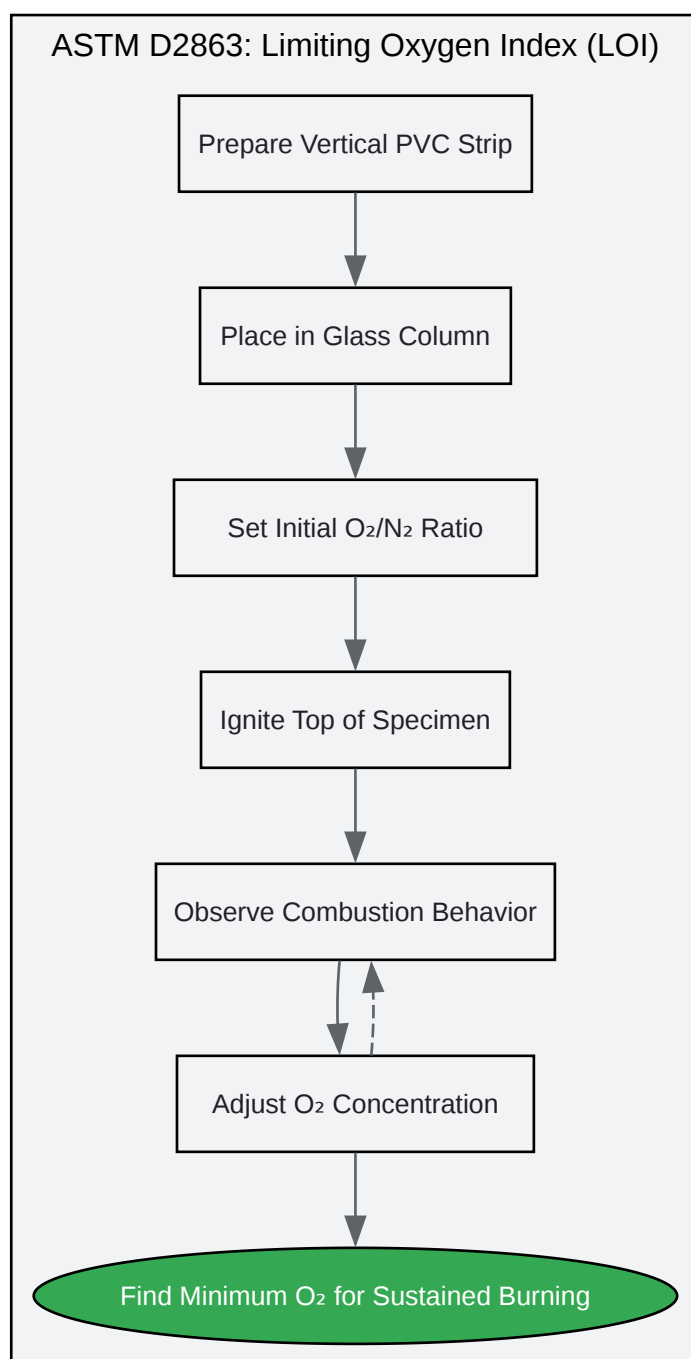 ASTM D2863: Limiting Oxygen Index (LOI)
Prepare Vertical PVC Strip
Place in Glass Column
Set Initial O₂/N₂ Ratio
Ignite Top of Specimen
Observe Combustion Behavior
Adjust O₂ Concentration
Find Minimum O₂ for Sustained Burning